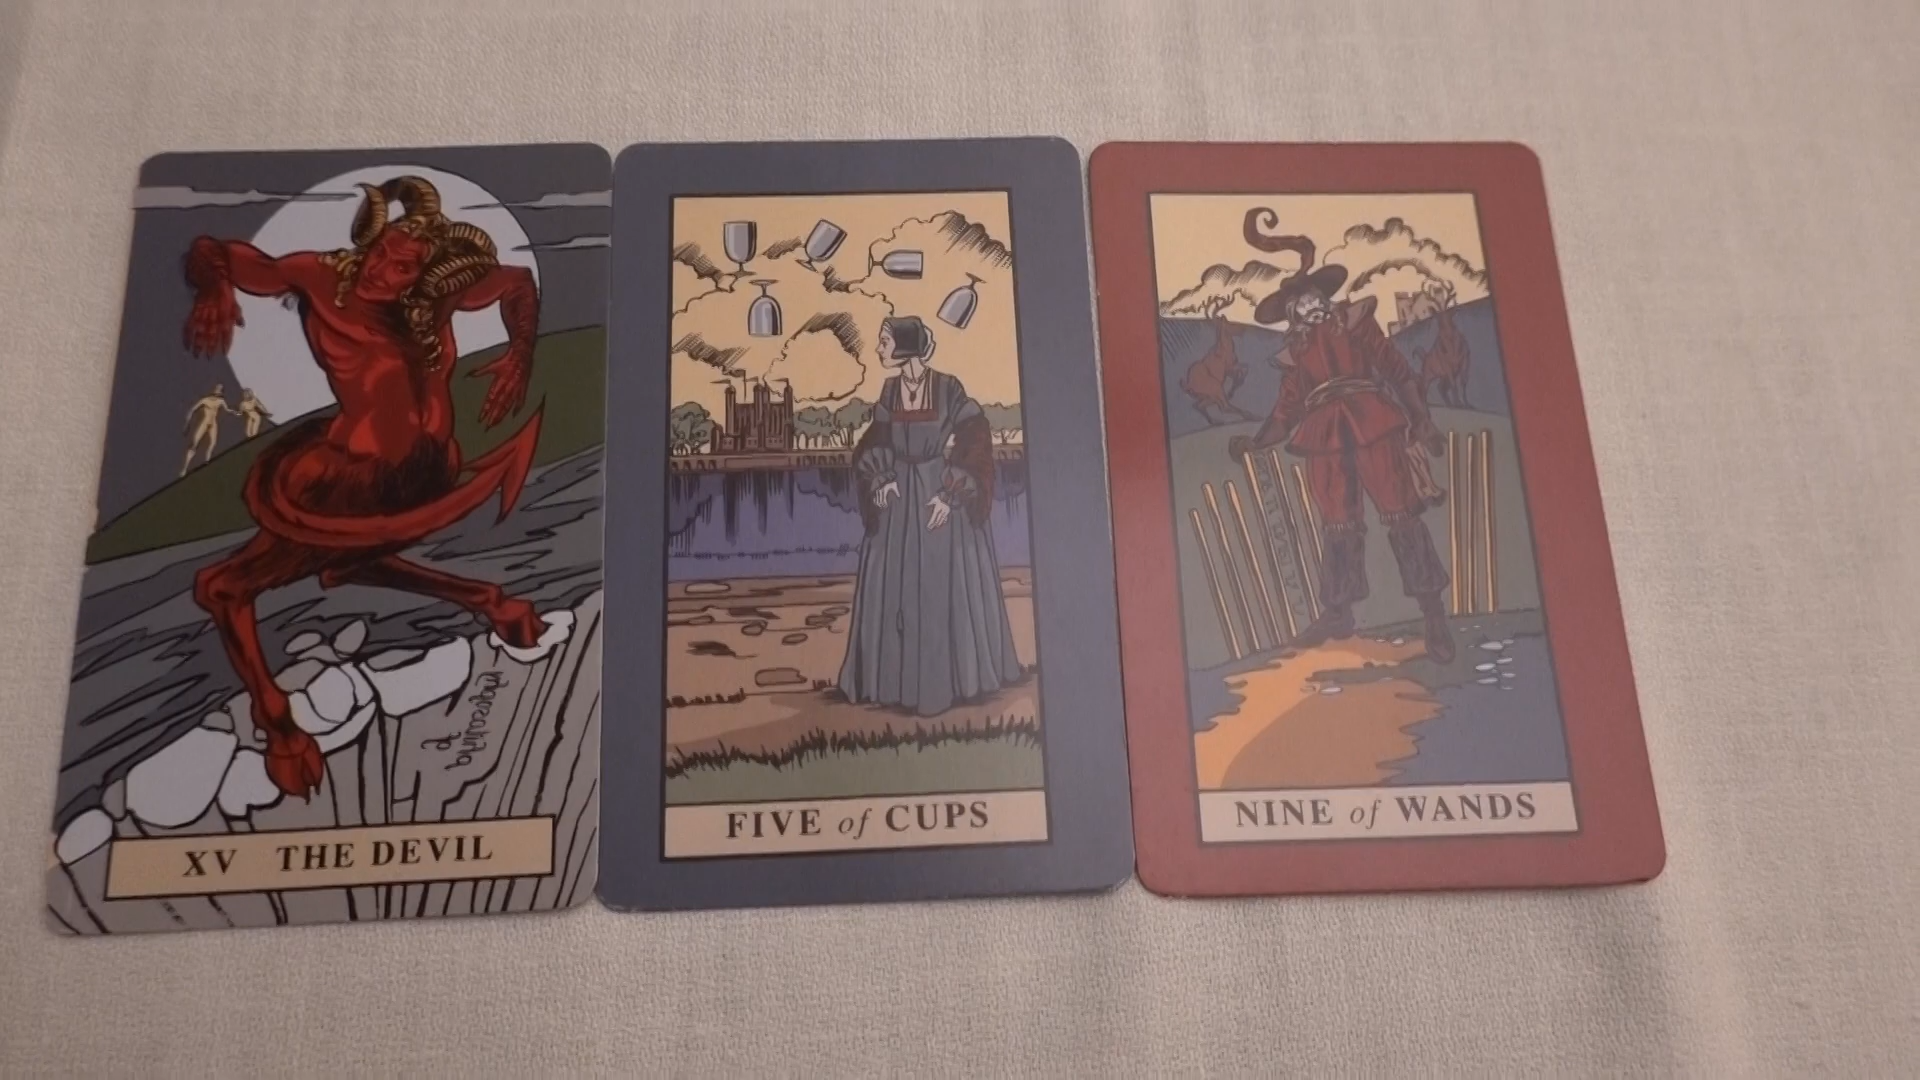 XV THE DEVIL
FIVE of CUPS
NINE of WANDS